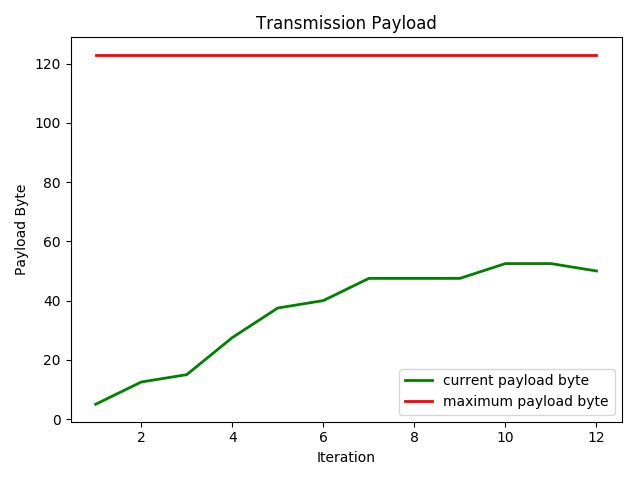 Transmission Payload
120
100
80
60
40
20
0
Payload Byte
2 4 6 8 10 12
Iteration
current payload byte
maximum payload byte